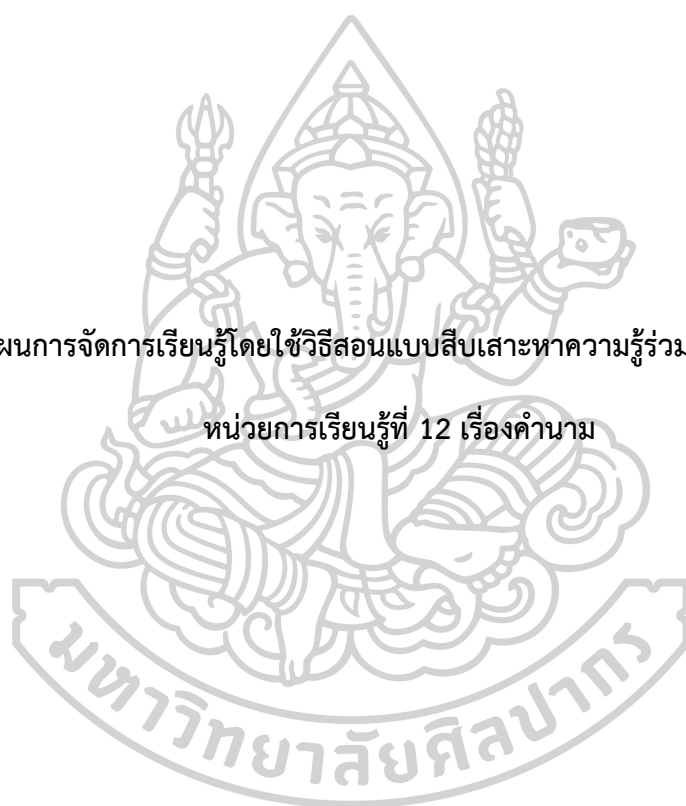 ผนการจัดการเรียนรู้โดยใช้วิธีสอนแบบสืบเสาะหาความรู้ร่วม
หน่วยการเรียนรู้ที่ 12 เรื่องคำนาม
มหาวิทยาลัยศิลปากร